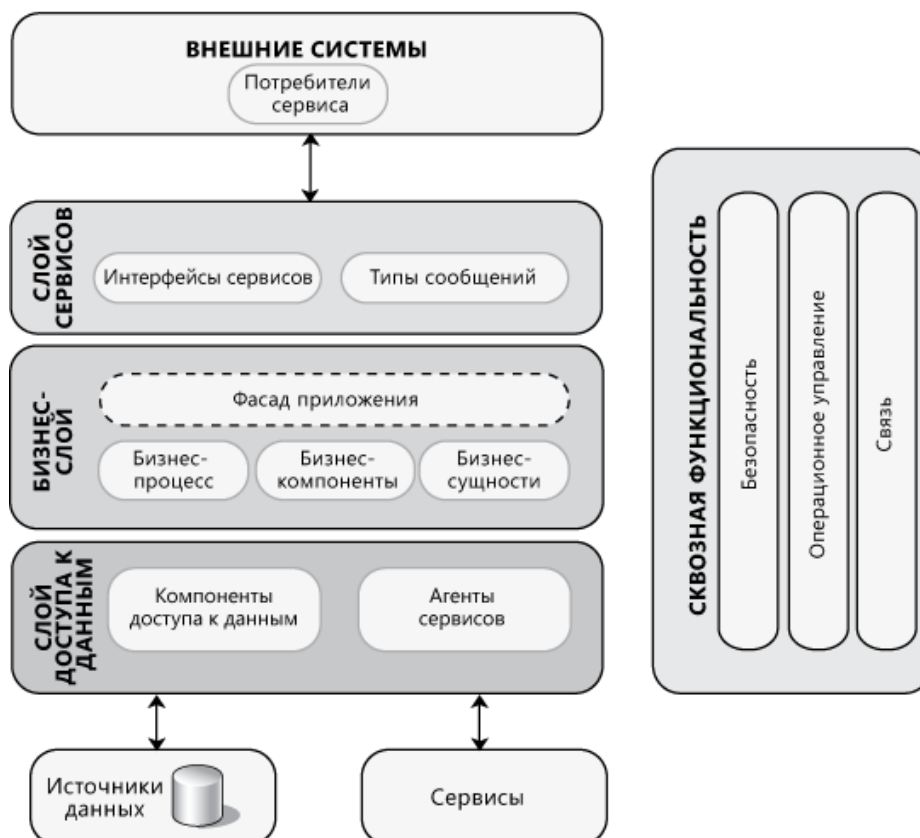 ВНЕШНИЕ СИСТЕМЫ
Потребители
сервиса
СЛОЙ
СЕРВИСОВ
Интерфейсы сервисов
Типы сообщений
БИЗНЕС-
СЛОЙ
Фасад приложения
Бизнес-
процесс
Бизнес-
компоненты
Бизнес-
сущности
СЛОЙ
ДОСТУПА К
ДАННЫМ
Компоненты
доступа к данным
Агенты
сервисов
Источники
данных
Сервисы
СКВОЗНАЯ ФУНКЦИОНАЛЬНОСТЬ
Безопасность
Операционное управление
Связь